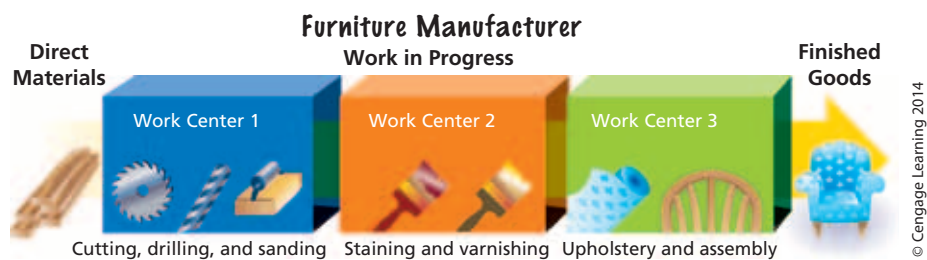 Furniture Manufacturer
Work in Progress
Direct
Materials
Finished
Goods
Work Center 1
Work Center 2
Work Center 3
Cutting, drilling, and sanding
Staining and varnishing
Upholstery and assembly
© Cengage Learning 2014